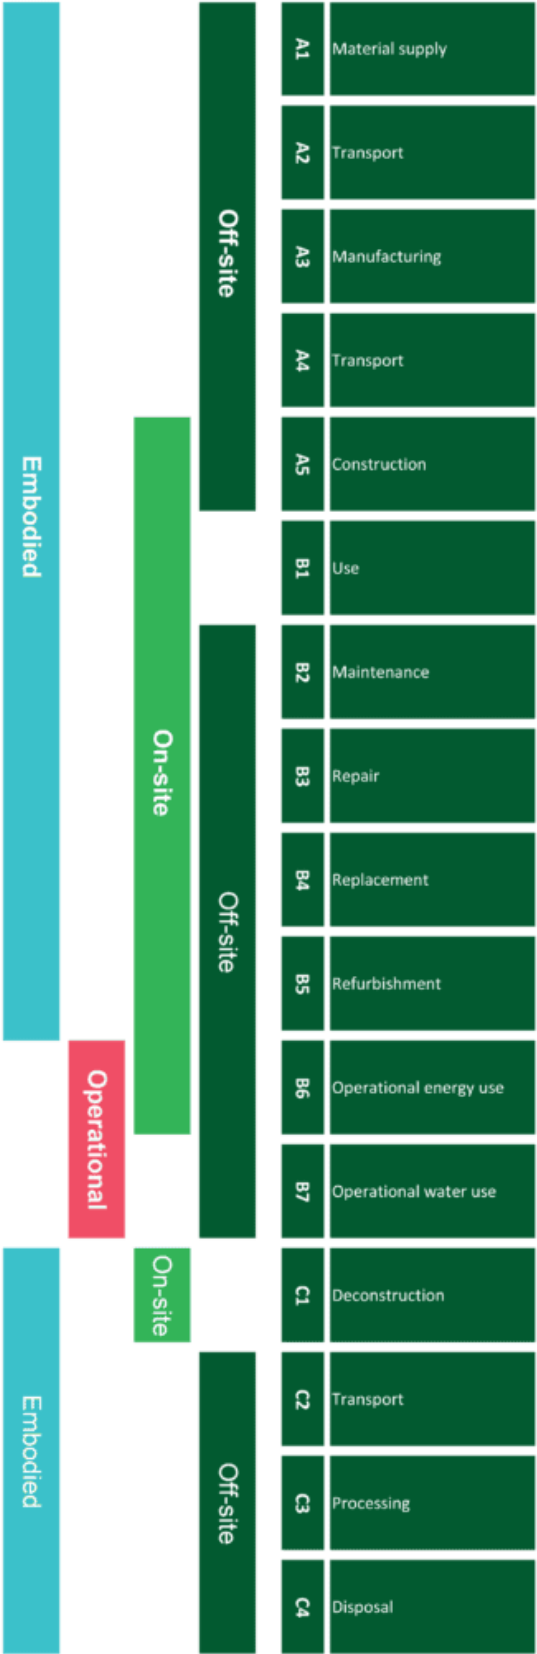 A1 Material supply
A2 Transport
A3 Manufacturing
A4 Transport
A5 Construction
B1 Use
B2 Maintenance
B3 Repair
B4 Replacement
B5 Refurbishment
B6 Operational energy use
B7 Operational water use
C1 Deconstruction
C2 Transport
C3 Processing
C4 Disposal
Off-site
Off-site
Off-site
On-site
On-site
Operational
Embodied
Embodied